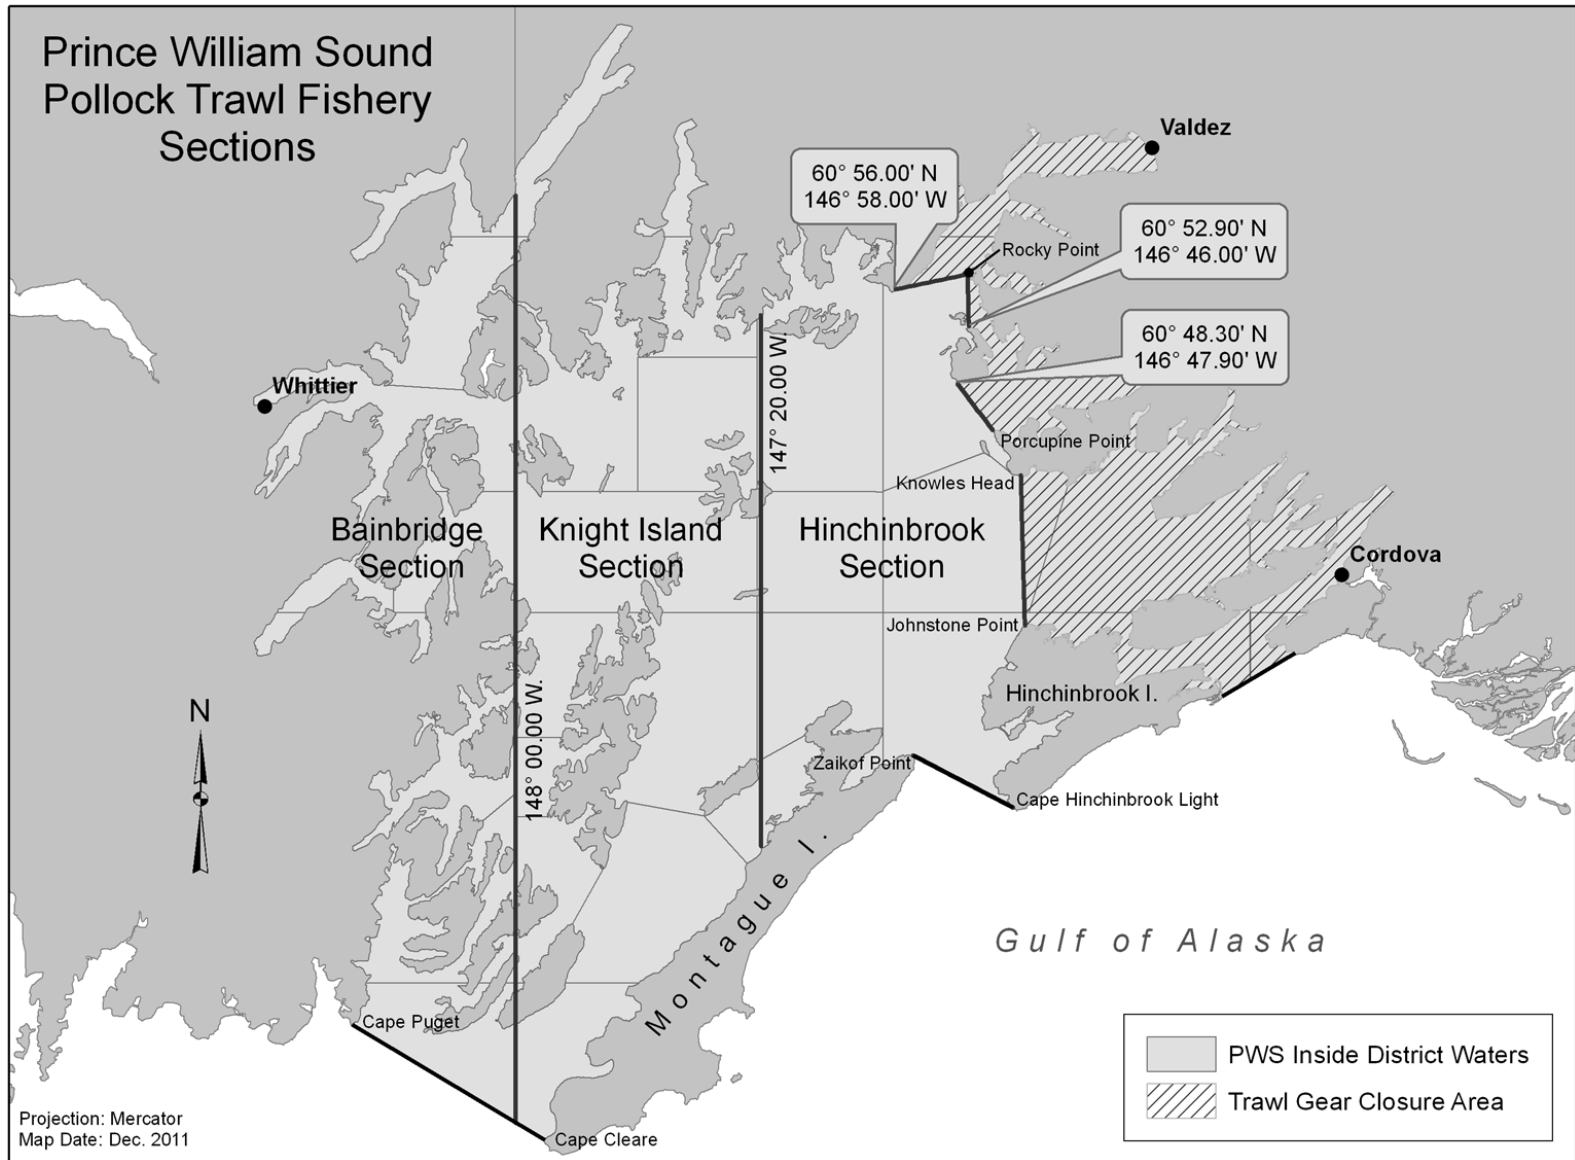 Prince William Sound
Pollock Trawl Fishery
Sections
Valdez
60° 56.00' N
146° 58.00' W
60° 52.90' N
146° 46.00' W
Rocky Point
60° 48.30' N
146° 47.90' W
Whittier
147° 20.00 W.
Porcupine Point
Knowles Head
Bainbridge
Section
Knight Island
Section
Hinchinbrook
Section
Cordova
Johnstone Point
Hinchinbrook I.
148° 00.00 W.
N
Zaikof Point
Cape Hinchinbrook Light
Montague I.
Gulf of Alaska
Cape Puget
PWS Inside District Waters
Trawl Gear Closure Area
Projection: Mercator
Map Date: Dec. 2011
Cape Cleare